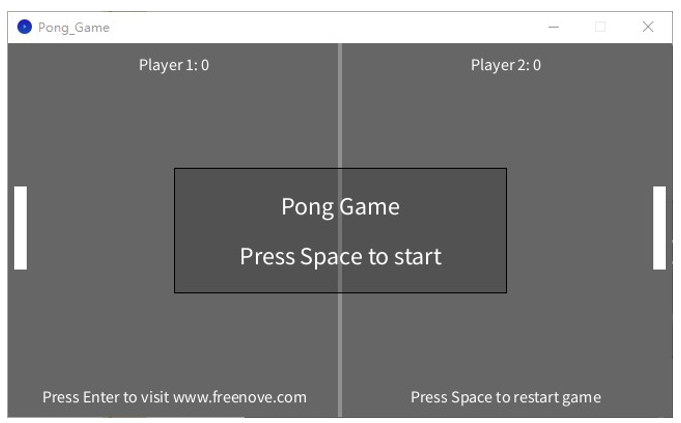 Pong_Game
Player 1: 0
Player 2: 0
Pong Game
Press Space to start
Press Enter to visit www.freenove.com
Press Space to restart game